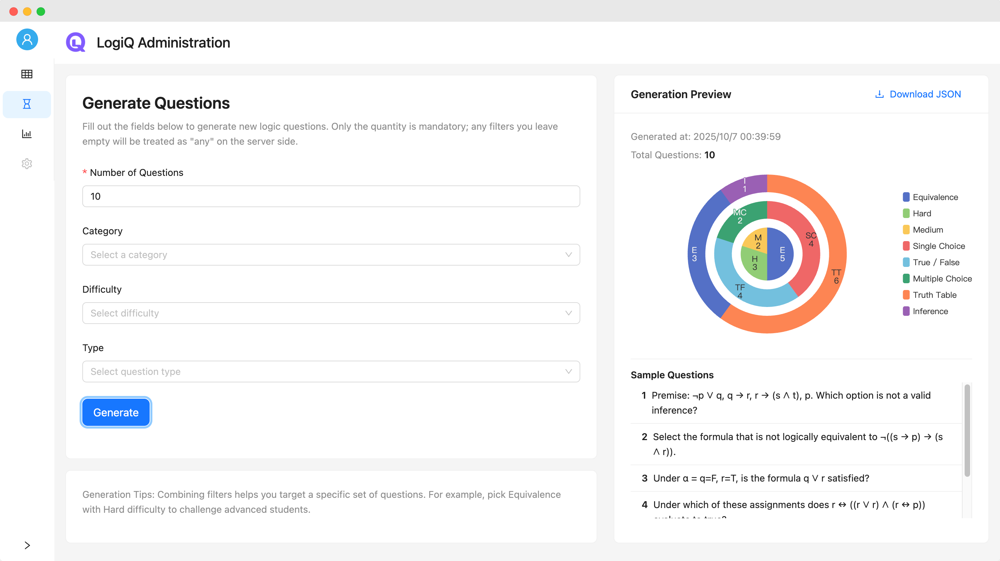 LogiQ Administration
Generate Questions
Fill out the fields below to generate new logic questions. Only the quantity is mandatory; any filters you leave
empty will be treated as "any" on the server side.
* Number of Questions
10
Category
Select a category
Difficulty
Select difficulty
Type
Select question type
Generate
Generation Tips: Combining filters helps you target a specific set of questions. For example, pick Equivalence
with Hard difficulty to challenge advanced students.
Generation Preview
Download JSON
Generated at: 2025/10/7 00:39:59
Total Questions: 10
I
1
MC
2
M
2
SC
4
E
3
E
5
H
3
TT
6
TF
4
Equivalence
Hard
Medium
Single Choice
True / False
Multiple Choice
Truth Table
Inference
Sample Questions
1 Premise: ¬p ∨ q, q → r, r → (s ∧ t), p. Which option is not a valid
inference?
2 Select the formula that is not logically equivalent to ¬((s → p) → (s
∧ r)).
3 Under α = q=F, r=T, is the formula q ∨ r satisfied?
4 Under which of these assignments does r ↔ ((r ∨ r) ∧ (r ↔ p))
evaluate to true?